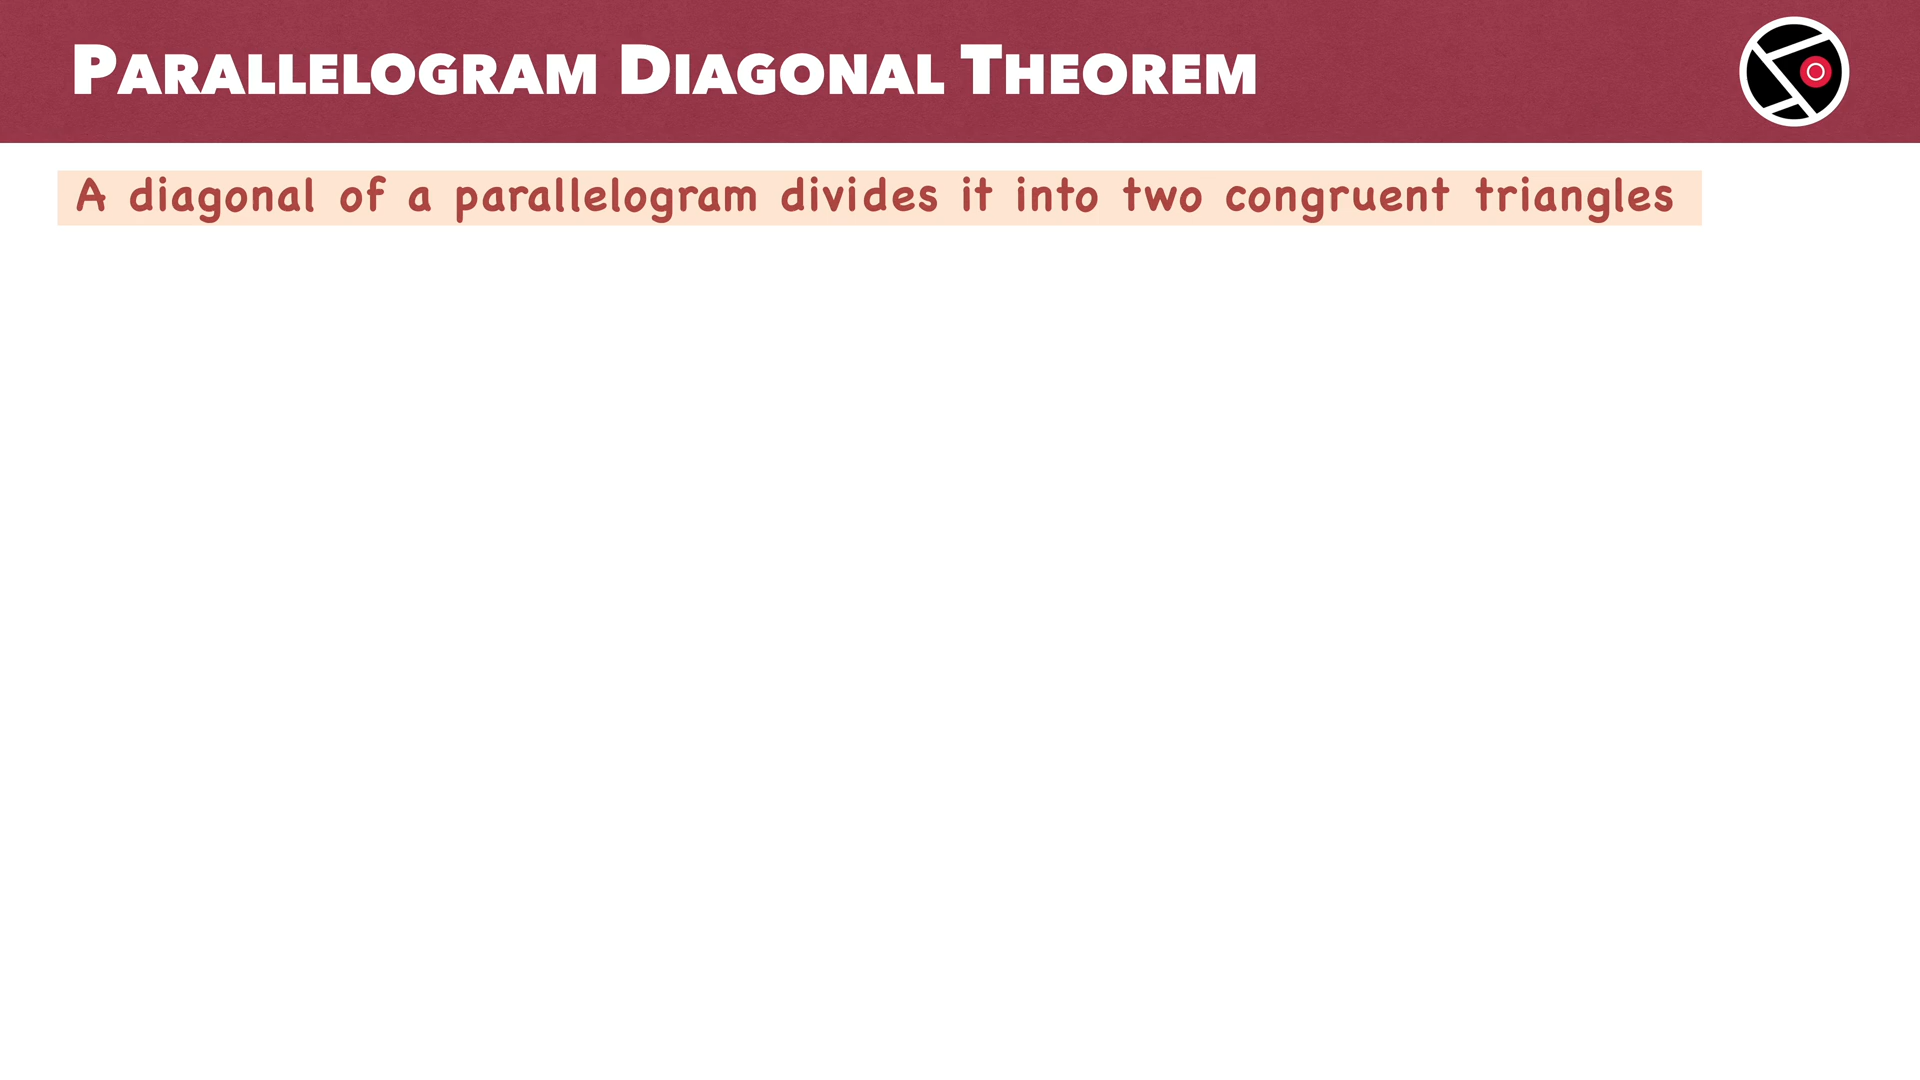 PARALLELOGRAM DIAGONAL THEOREM
A diagonal of a parallelogram divides it into two congruent triangles